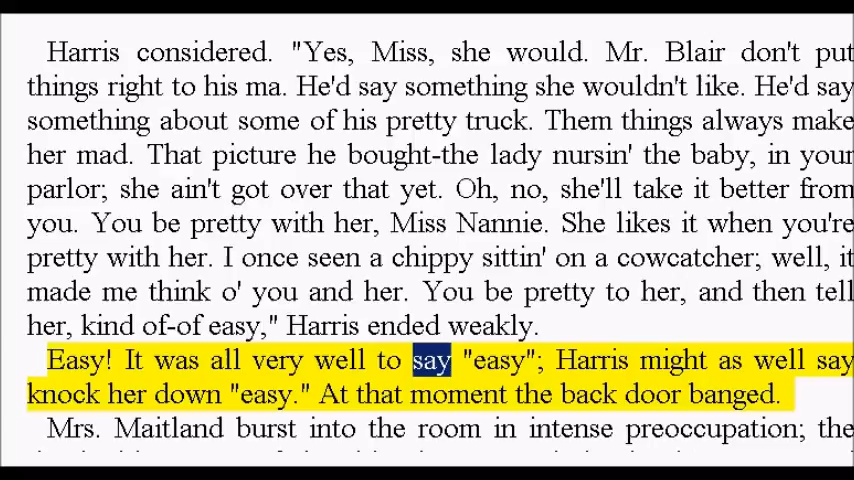 Harris considered. "Yes, Miss, she would. Mr. Blair don't put
things right to his ma. He'd say something she wouldn't like. He'd say
something about some of his pretty truck. Them things always make
her mad. That picture he bought-the lady nursin' the baby, in your
parlor; she ain't got over that yet. Oh, no, she'll take it better from
you. You be pretty with her, Miss Nannie. She likes it when you're
pretty with her. I once seen a chippy sittin' on a cowcatcher; well, it
made me think o' you and her. You be pretty to her, and then tell
her, kind of-of easy," Harris ended weakly.
Easy! It was all very well to say "easy"; Harris might as well say
knock her down "easy." At that moment the back door banged.
Mrs. Maitland burst into the room in intense preoccupation; the